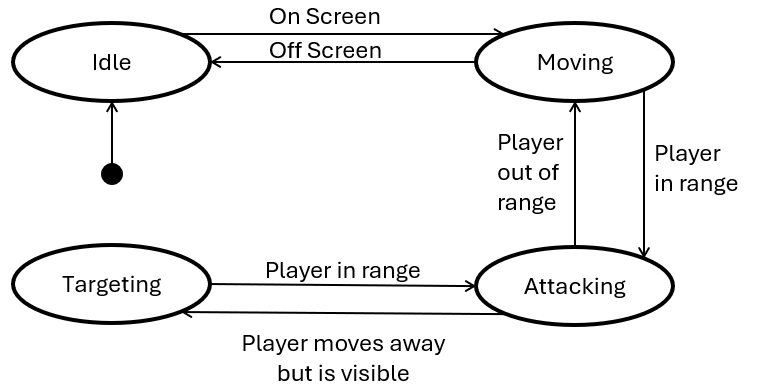 On Screen
Idle
Off Screen
Moving
Player
out of
range
Player
in range
Targeting
Player in range
Attacking
Player moves away
but is visible